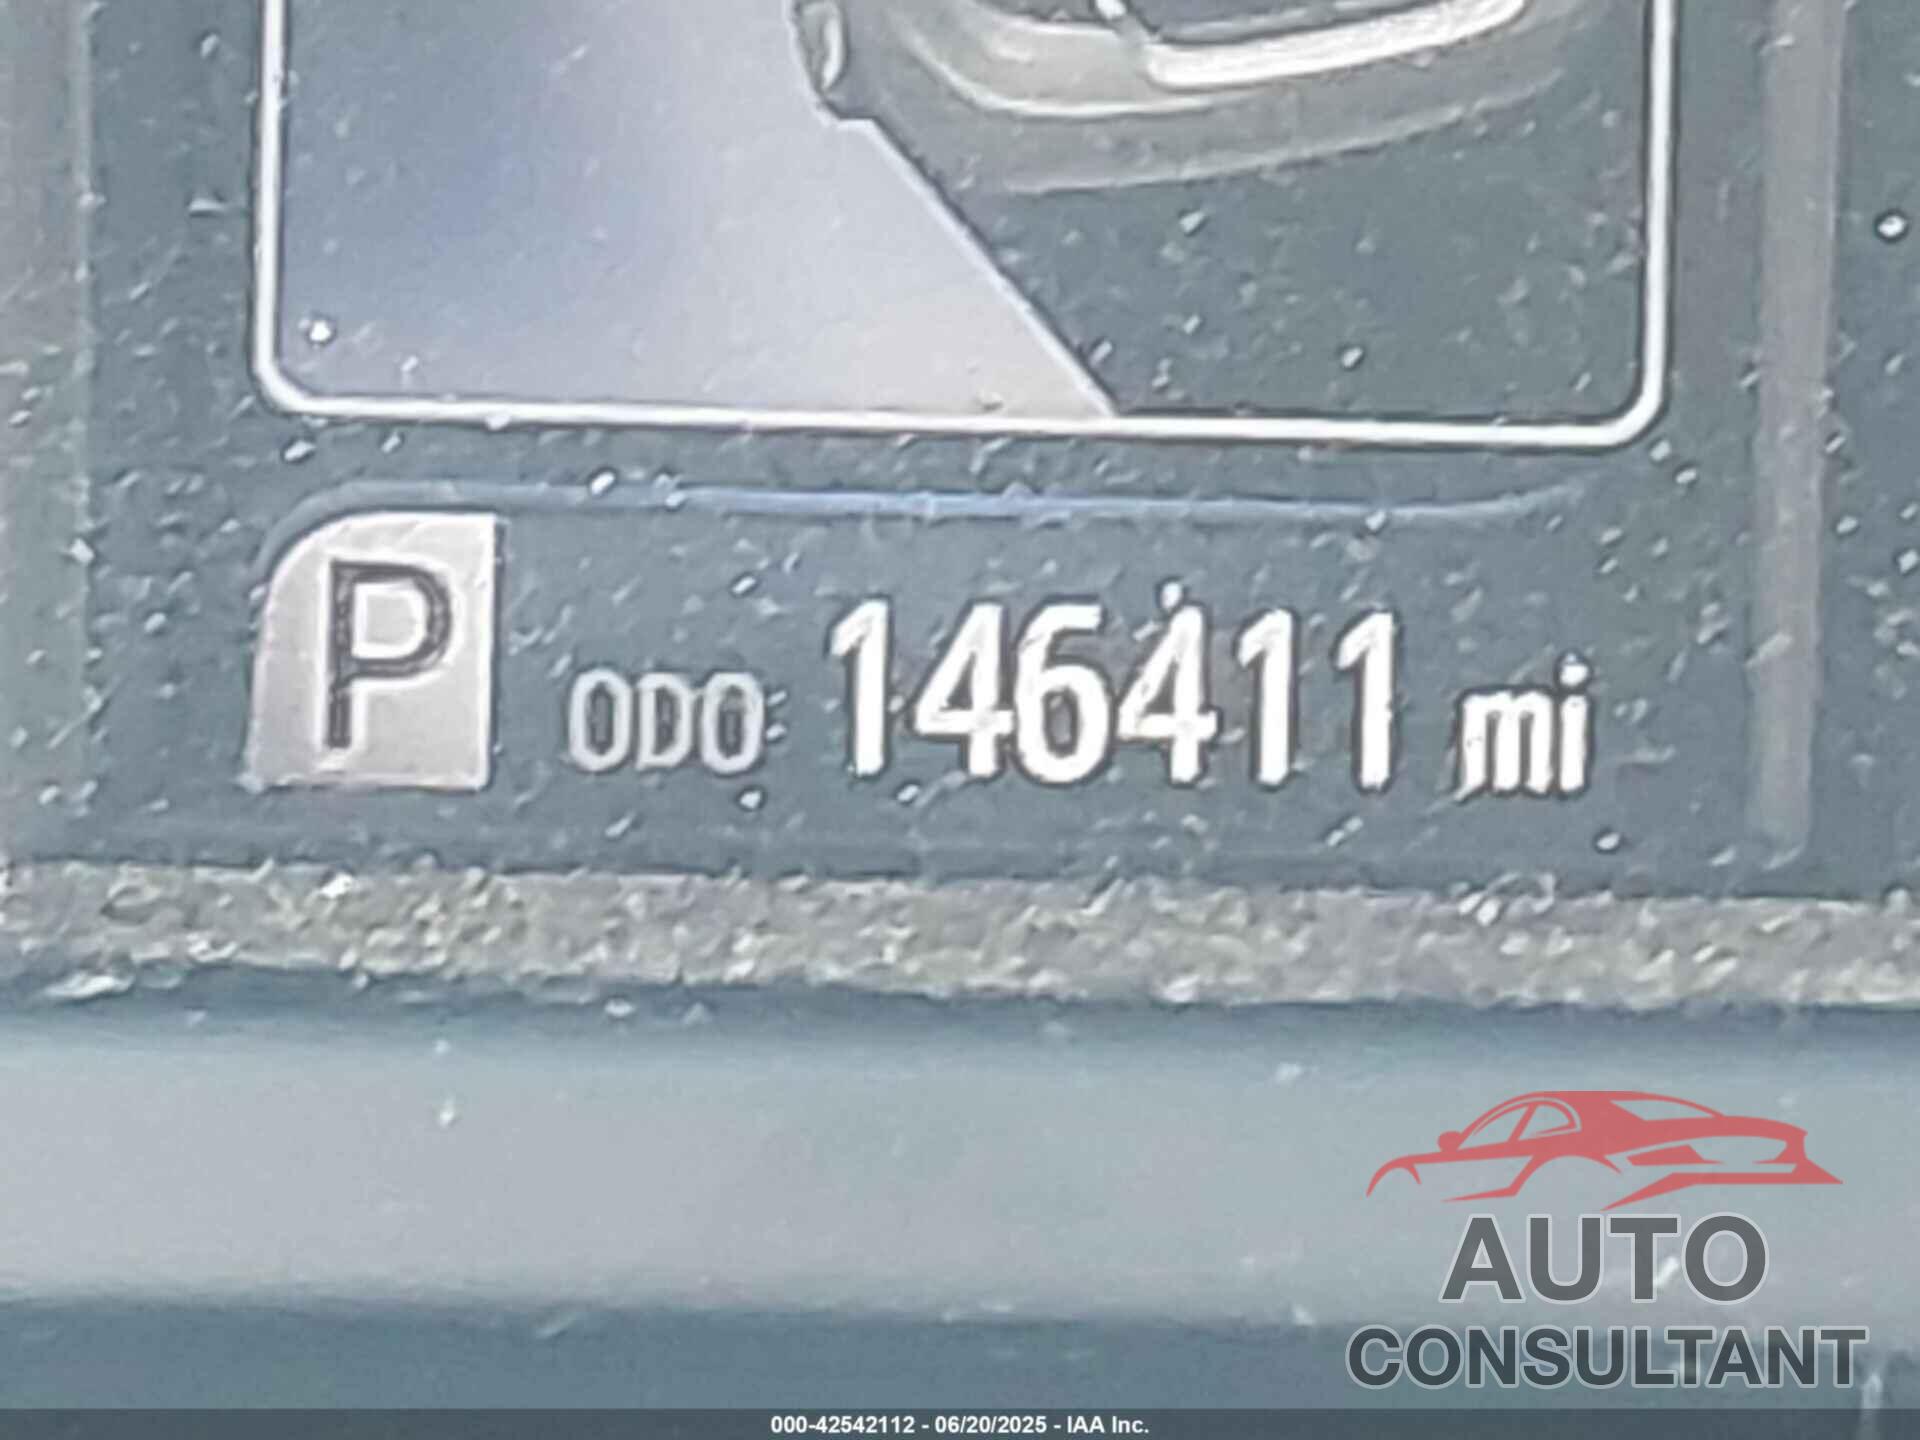 P ODO 146411 mi
AUTO
CONSULTANT
000-42542112 - 06/20/2025 - IAA Inc.